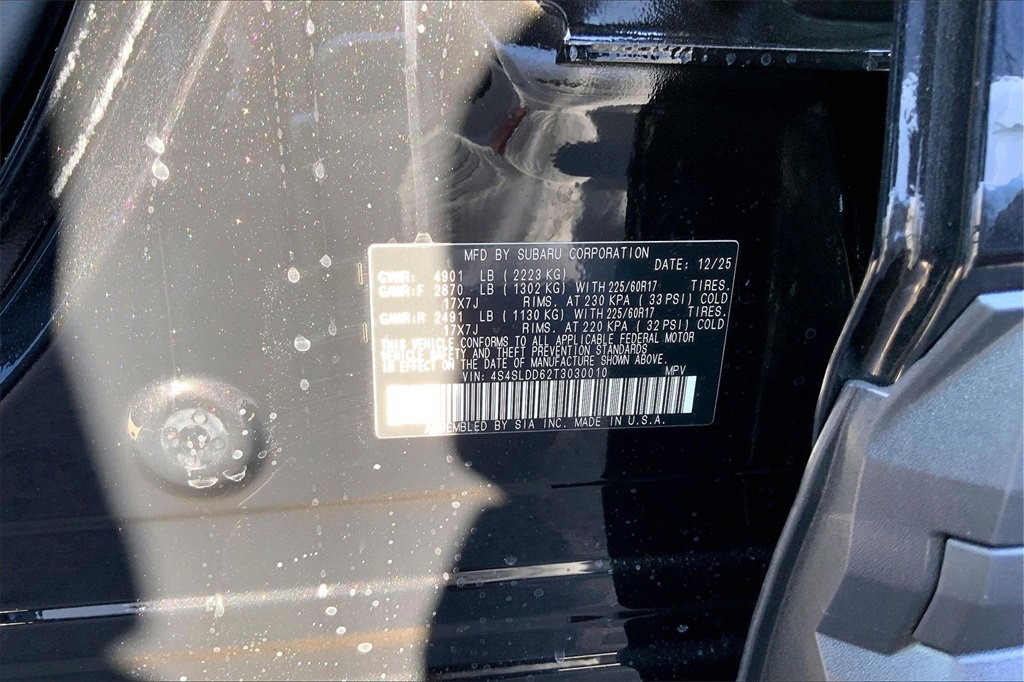 MFD BY SUBARU CORPORATION
DATE: 12/25
GVWR: 4901 LB (2223 KG)
GAWR:F 2870 LB (1302 KG) WITH 225/60R17 TIRES.
17X7J RIMS. AT 230 KPA (33 PSI) COLD
GAWR:R 2491 LB (1130 KG) WITH 225/60R17 TIRES.
17X7J RIMS. AT 220 KPA (32 PSI) COLD
THIS VEHICLE CONFORMS TO ALL APPLICABLE FEDERAL MOTOR
VEHICLE SAFETY AND THEFT PREVENTION STANDARDS
IN EFFECT ON THE DATE OF MANUFACTURE SHOWN ABOVE.
VIN: 4S4SLDD62T3030010 MPV
ASSEMBLED BY SIA INC. MADE IN U.S.A.